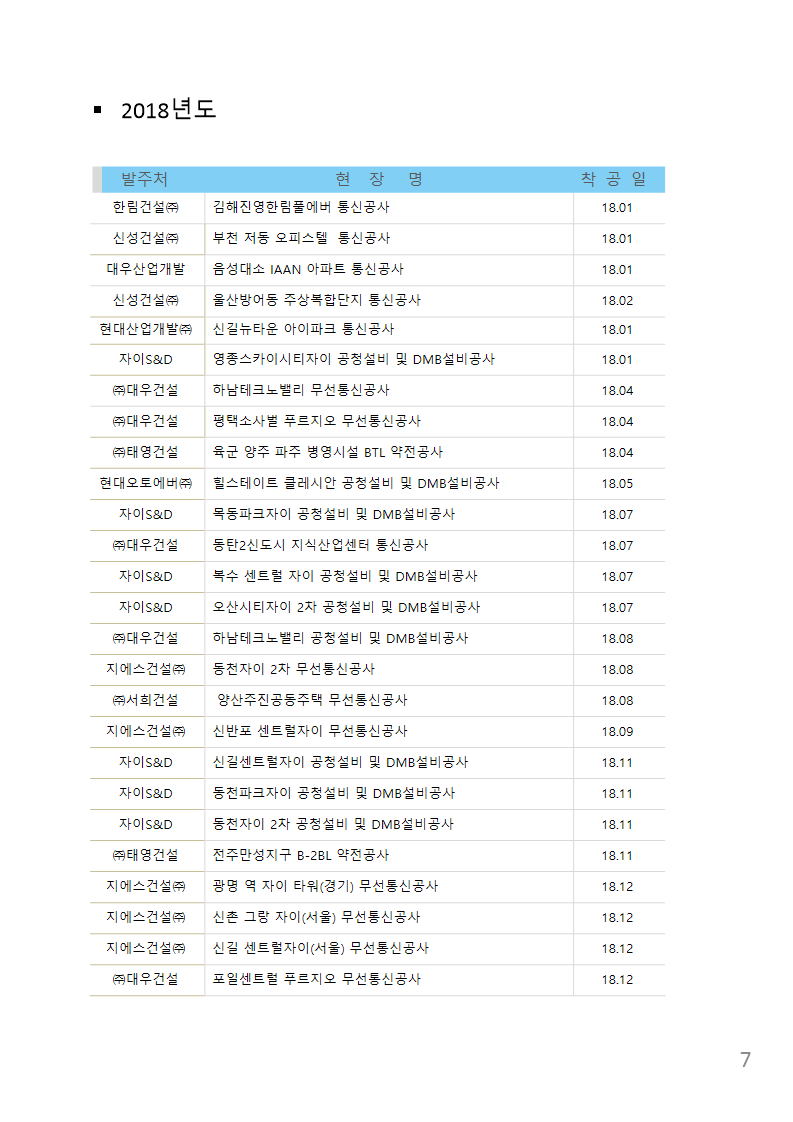 ▪ 2018년도
발주처 현 장 명 착 공 일
한림건설㈜ 김해진영한림풀에버 통신공사 18.01
신성건설㈜ 부천 저동 오피스텔 통신공사 18.01
대우산업개발 음성대소 IAAN 아파트 통신공사 18.01
신성건설㈜ 울산방어동 주상복합단지 통신공사 18.02
현대산업개발㈜ 신길뉴타운 아이파크 통신공사 18.01
자이S&D 영종스카이시티자이 공청설비 및 DMB설비공사 18.01
㈜대우건설 하남테크노밸리 무선통신공사 18.04
㈜대우건설 평택소사벌 푸르지오 무선통신공사 18.04
㈜태영건설 육군 양주 파주 병영시설 BTL 약전공사 18.04
현대오토에버㈜ 힐스테이트 클레시안 공청설비 및 DMB설비공사 18.05
자이S&D 목동파크자이 공청설비 및 DMB설비공사 18.07
㈜대우건설 동탄2신도시 지식산업센터 통신공사 18.07
자이S&D 복수 센트럴 자이 공청설비 및 DMB설비공사 18.07
자이S&D 오산시티자이 2차 공청설비 및 DMB설비공사 18.07
㈜대우건설 하남테크노밸리 공청설비 및 DMB설비공사 18.08
지에스건설㈜ 동천자이 2차 무선통신공사 18.08
㈜서희건설 양산주진공동주택 무선통신공사 18.08
지에스건설㈜ 신반포 센트럴자이 무선통신공사 18.09
자이S&D 신길센트럴자이 공청설비 및 DMB설비공사 18.11
자이S&D 동천파크자이 공청설비 및 DMB설비공사 18.11
자이S&D 동천자이 2차 공청설비 및 DMB설비공사 18.11
㈜태영건설 전주만성지구 B-2BL 약전공사 18.11
지에스건설㈜ 광명 역 자이 타워(경기) 무선통신공사 18.12
지에스건설㈜ 신촌 그랑 자이(서울) 무선통신공사 18.12
지에스건설㈜ 신길 센트럴자이(서울) 무선통신공사 18.12
㈜대우건설 포일센트럴 푸르지오 무선통신공사 18.12
7